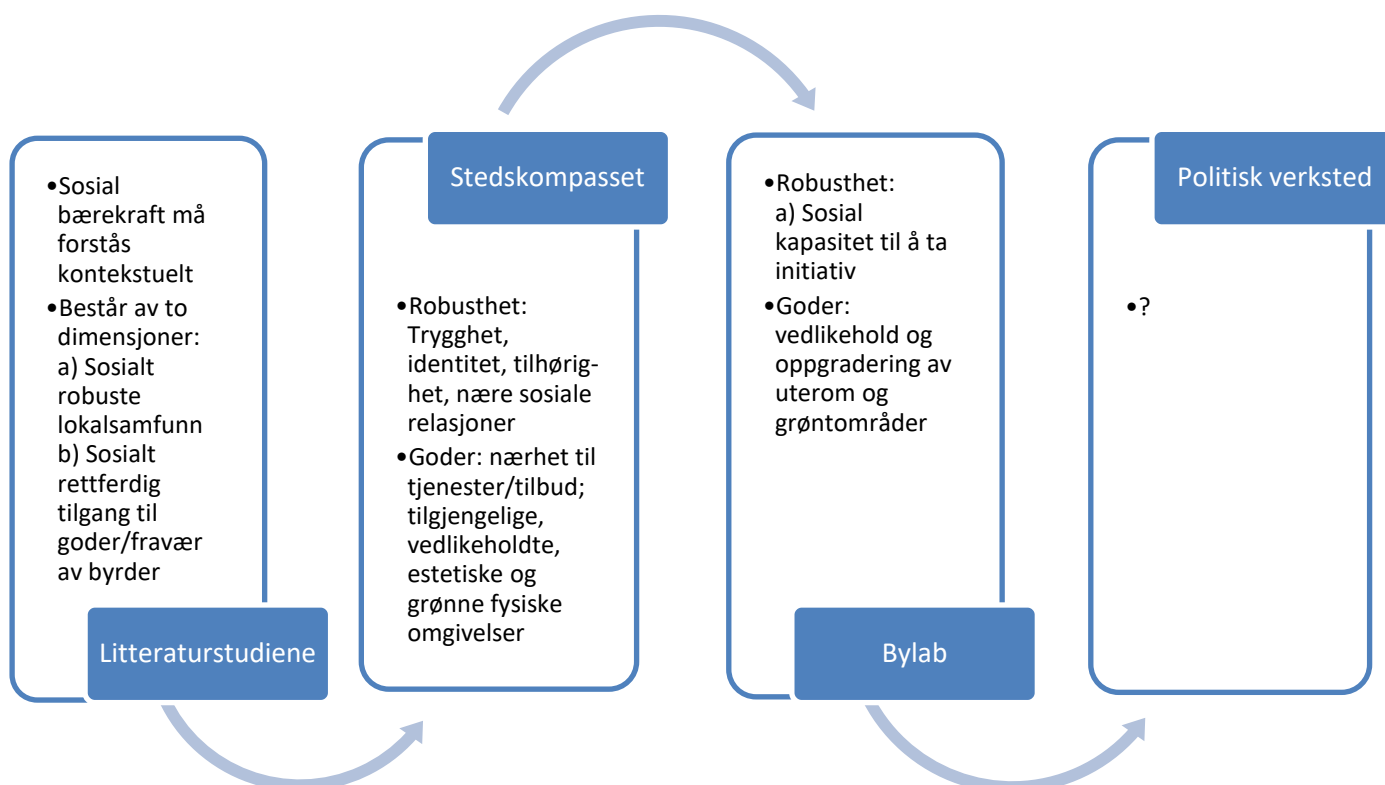 •Sosial
bærekraft må
forstås
kontekstuelt
•Består av to
dimensjoner:
a) Sosialt
robuste
lokalsamfunn
b) Sosialt
rettferdig
tilgang til
goder/fravær
av byrder
Litteraturstudiene
Stedskompasset
•Robusthet:
Trygghet,
identitet, tilhørig-
het, nære sosiale
relasjoner
•Goder: nærhet til
tjenester/tilbud;
tilgjengelige,
vedlikeholdte,
estetiske og
grønne fysiske
omgivelser
•Robusthet:
a) Sosial
kapasitet til å ta
initiativ
•Goder:
vedlikehold og
oppgradering av
uterom og
grøntområder
Bylab
Politisk verksted
•?